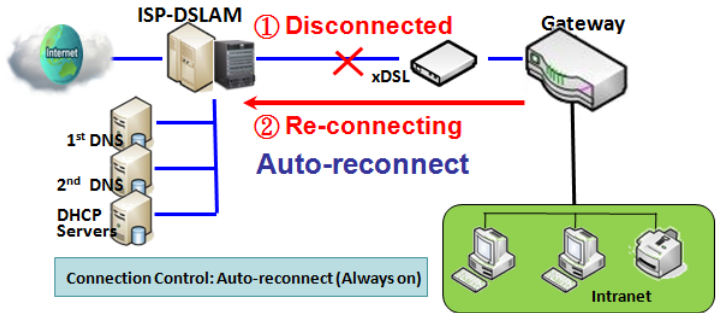 ISP-DSLAM
① Disconnected
Gateway
Internet
xDSL
② Re-connecting
1st DNS
Auto-reconnect
2nd DNS
DHCP
Servers
Connection Control: Auto-reconnect (Always on)
Intranet